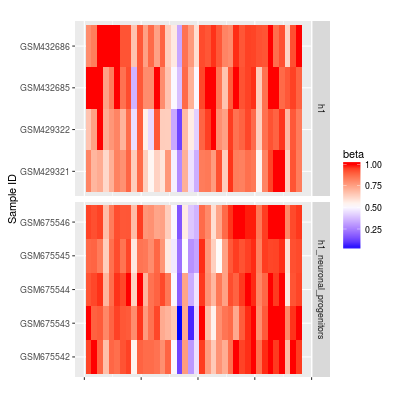 GSM432686
GSM432685
GSM429322
GSM429321
h1
GSM675546
GSM675545
GSM675544
GSM675543
GSM675542
h1_neuronal_progenitors
Sample ID
beta
1.00
0.75
0.50
0.25